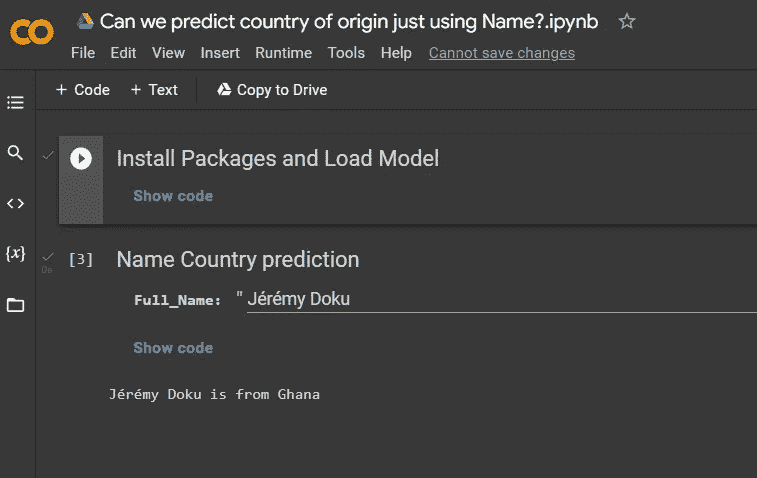 Can we predict country of origin just using Name?.ipynb
File Edit View Insert Runtime Tools Help Cannot save changes
+ Code + Text Copy to Drive
Install Packages and Load Model
Show code
[3] Name Country prediction
0s
Full_Name: " Jérémy Doku
Show code
Jérémy Doku is from Ghana
{x}